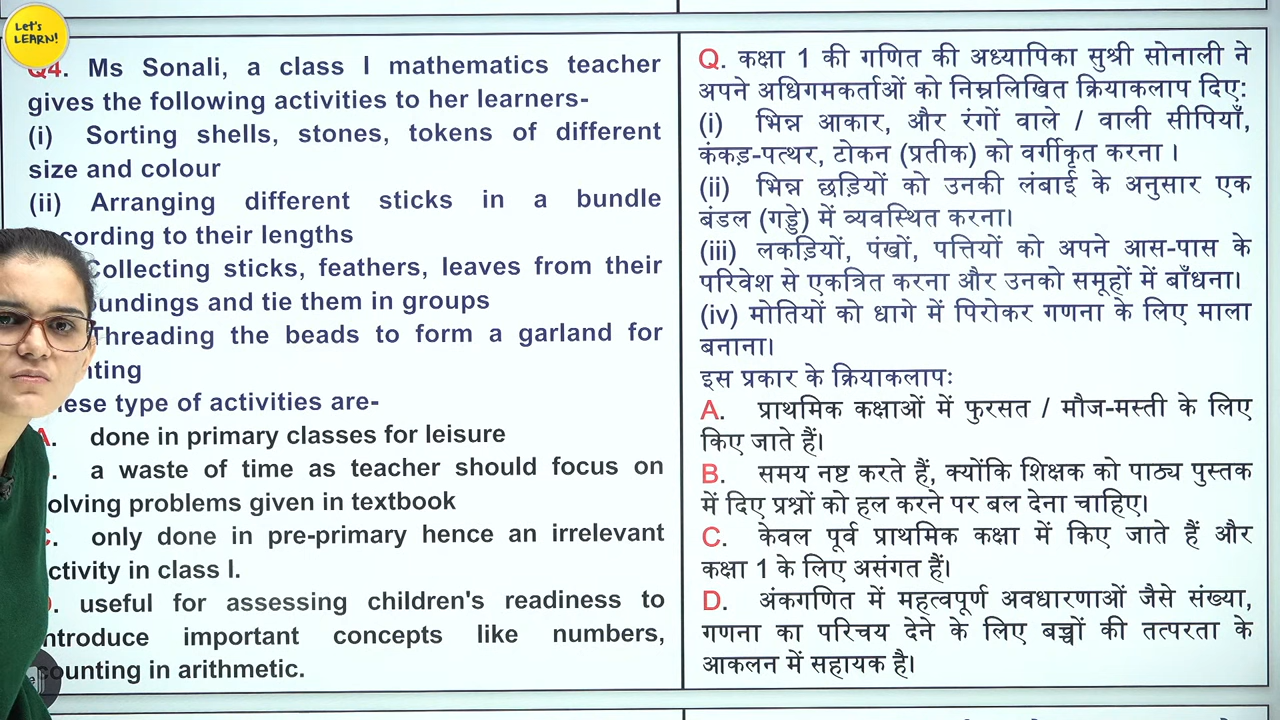 Let's
LEARN!
Q4. Ms Sonali, a class I mathematics teacher
gives the following activities to her learners-
(i) Sorting shells, stones, tokens of different
size and colour
(ii) Arranging different sticks in a bundle
cording to their lengths
Collecting sticks, feathers, leaves from their
oundings and tie them in groups
Threading the beads to form a garland for
nting
ese type of activities are-
A. done in primary classes for leisure
. a waste of time as teacher should focus on
olving problems given in textbook
C. only done in pre-primary hence an irrelevant
ctivity in class I.
D. useful for assessing children's readiness to
ntroduce important concepts like numbers,
counting in arithmetic.
Q. कक्षा 1 की गणित की अध्यापिका सुश्री सोनाली ने
अपने अधिगमकर्ताओं को निम्नलिखित क्रियाकलाप दिए:
(i) भिन्न आकार, और रंगों वाले / वाली सीपियाँ,
कंकड़-पत्थर, टोकन (प्रतीक) को वर्गीकृत करना ।
(ii) भिन्न छड़ियों को उनकी लंबाई के अनुसार एक
बंडल (गड्डे) में व्यवस्थित करना।
(iii) लकड़ियों, पंखों, पत्तियों को अपने आस-पास के
परिवेश से एकत्रित करना और उनको समूहों में बाँधना।
(iv) मोतियों को धागे में पिरोकर गणना के लिए माला
बनाना।
इस प्रकार के क्रियाकलापः
A. प्राथमिक कक्षाओं में फुरसत / मौज-मस्ती के लिए
किए जाते हैं।
B. समय नष्ट करते हैं, क्योंकि शिक्षक को पाठ्य पुस्तक
में दिए प्रश्नों को हल करने पर बल देना चाहिए।
C. केवल पूर्व प्राथमिक कक्षा में किए जाते हैं और
कक्षा 1 के लिए असंगत हैं।
D. अंकगणित में महत्वपूर्ण अवधारणाओं जैसे संख्या,
गणना का परिचय देने के लिए बच्चों की तत्परता के
आकलन में सहायक है।